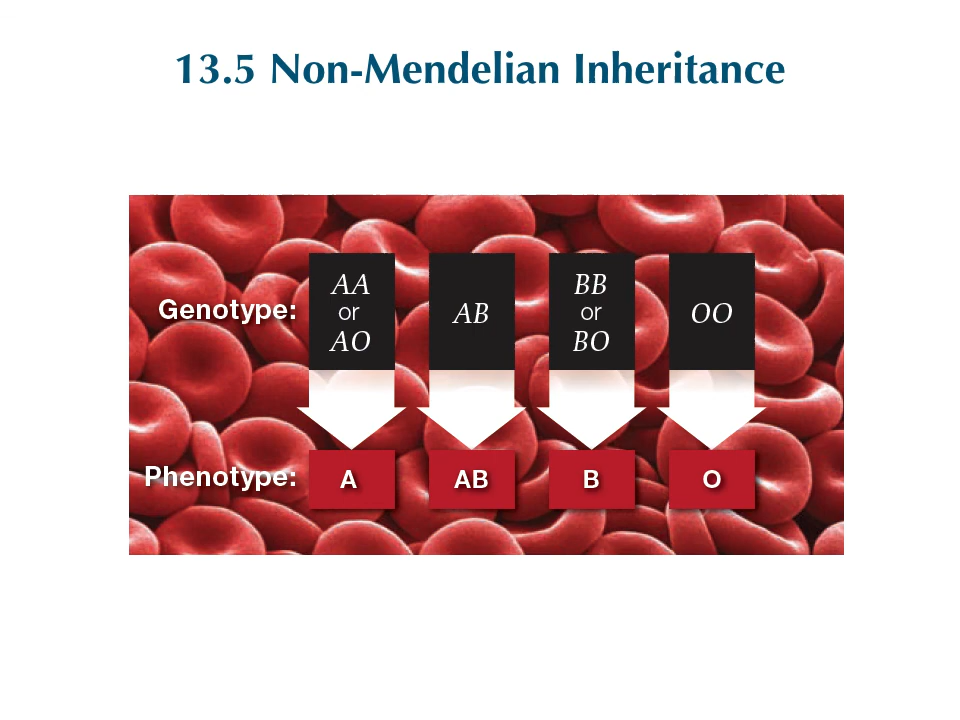 13.5 Non-Mendelian Inheritance
Genotype:
AA
or
AO
AB
BB
or
BO
OO
Phenotype:
A
AB
B
O